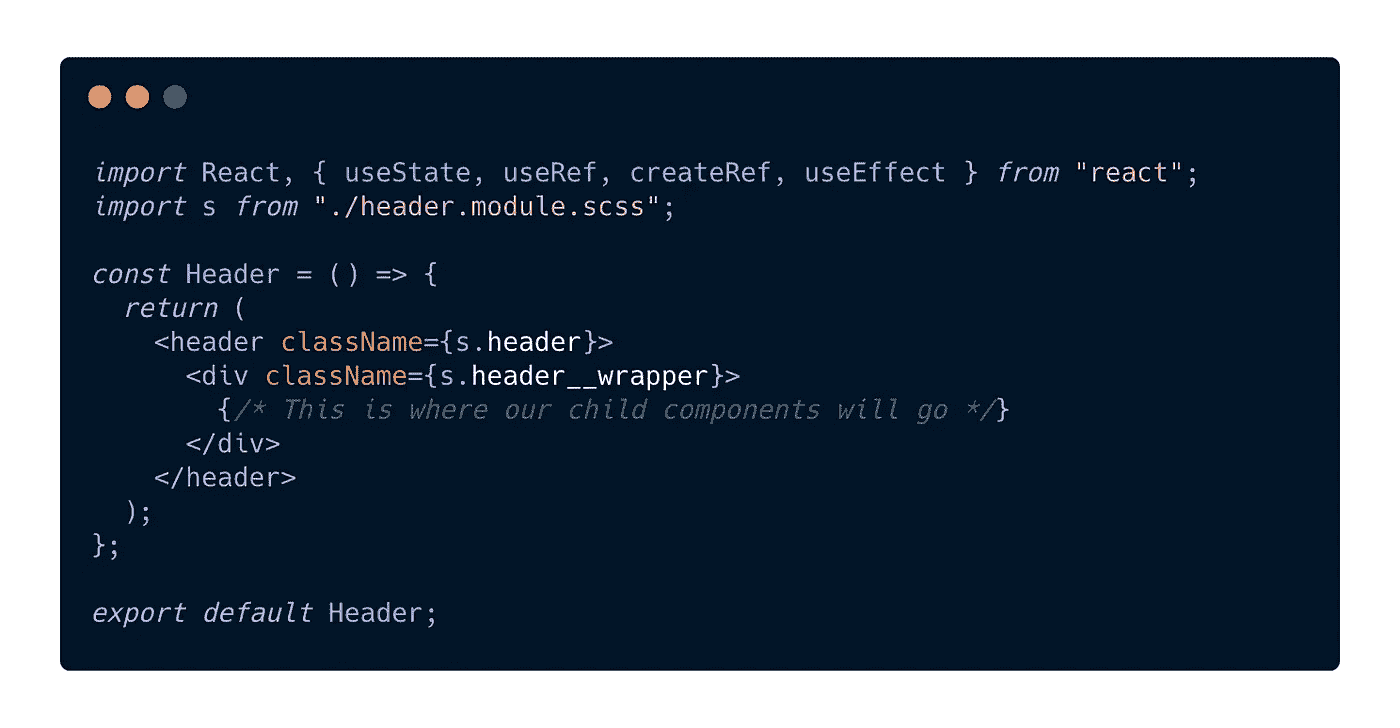 import React, { useState, useRef, createRef, useEffect } from "react";
import s from "./header.module.scss";

const Header = () => {
  return (
    <header className={s.header}>
      <div className={s.header__wrapper}>
        {/* This is where our child components will go */}
      </div>
    </header>
  );
};

export default Header;